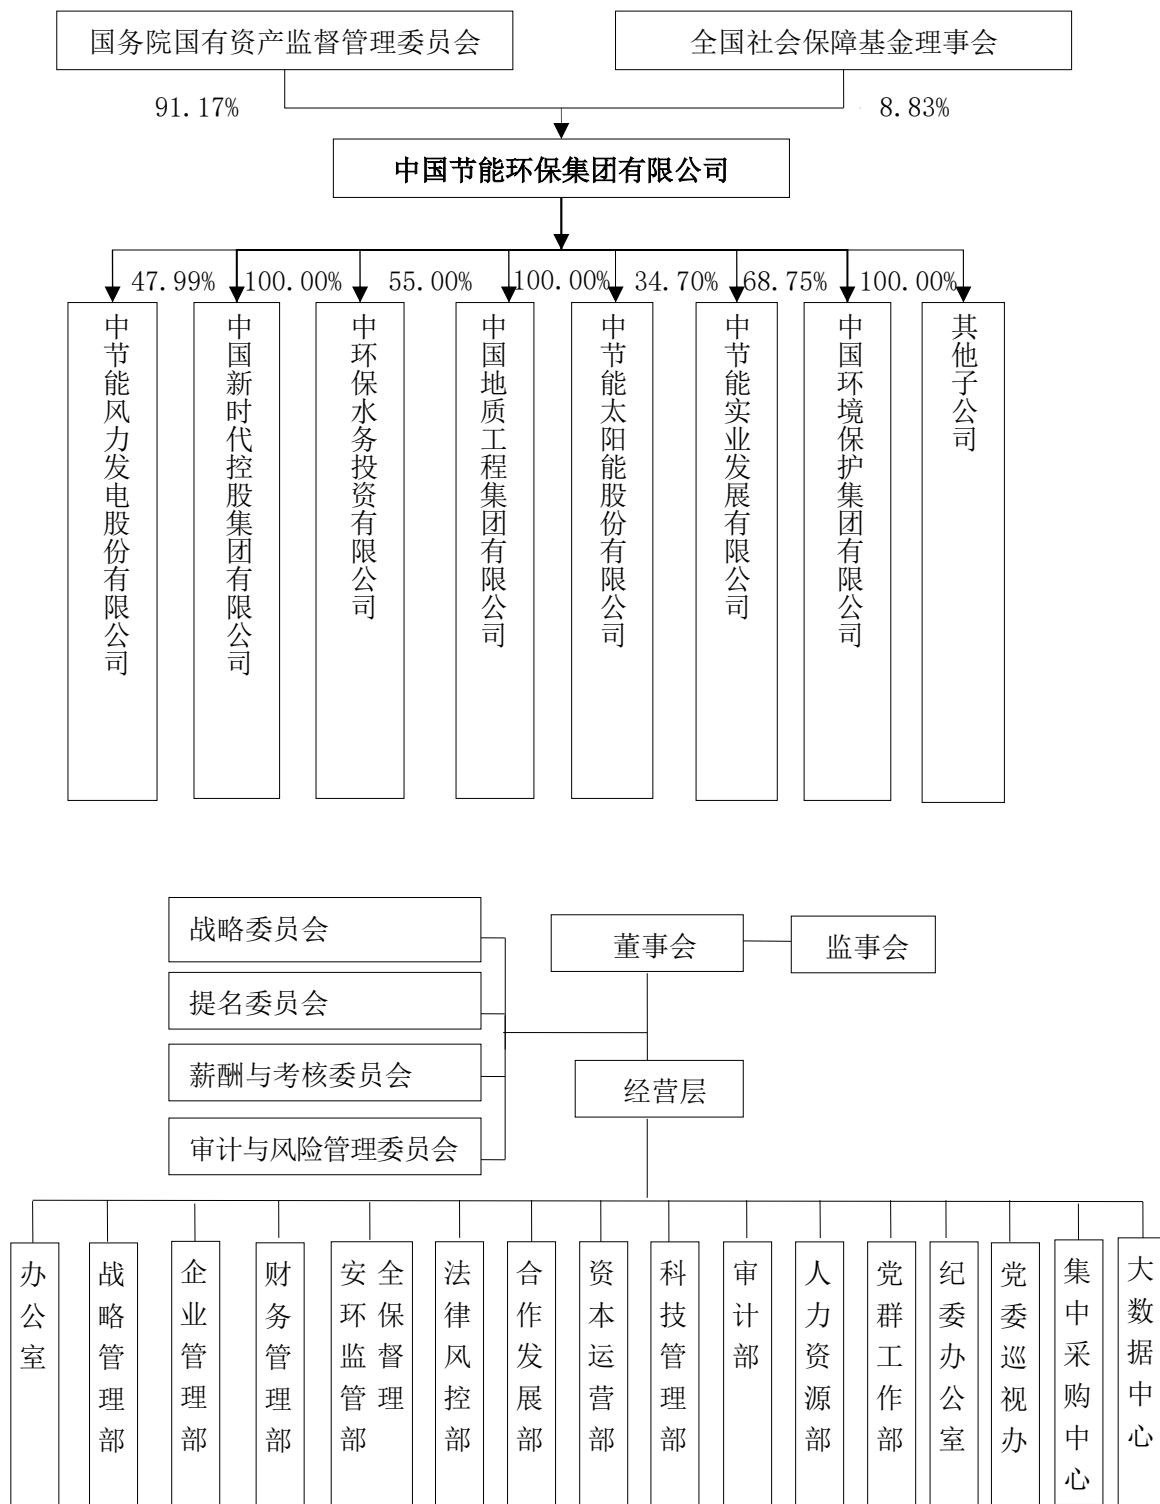 国务院国有资产监督管理委员会
全国社会保障基金理事会
91.17%
8.83%
中国节能环保集团有限公司
47.99%
100.00%
55.00%
100.00%
34.70%
68.75%
100.00%
中节能风力发电股份有限公司
中国新时代控股集团有限公司
中环保水务投资有限公司
中国地质工程集团有限公司
中节能太阳能股份有限公司
中节能实业发展有限公司
中国环境保护集团有限公司
其他子公司
战略委员会
董事会
监事会
提名委员会
薪酬与考核委员会
经营层
审计与风险管理委员会
办公室
战略管理部
企业管理部
财务管理部
安全
环保
监督
管理
部
法律风控部
合作发展部
资本运营部
科技管理部
审计部
人力资源部
党群工作部
纪委办公室
党委巡视办
集中采购中心
大数据中心